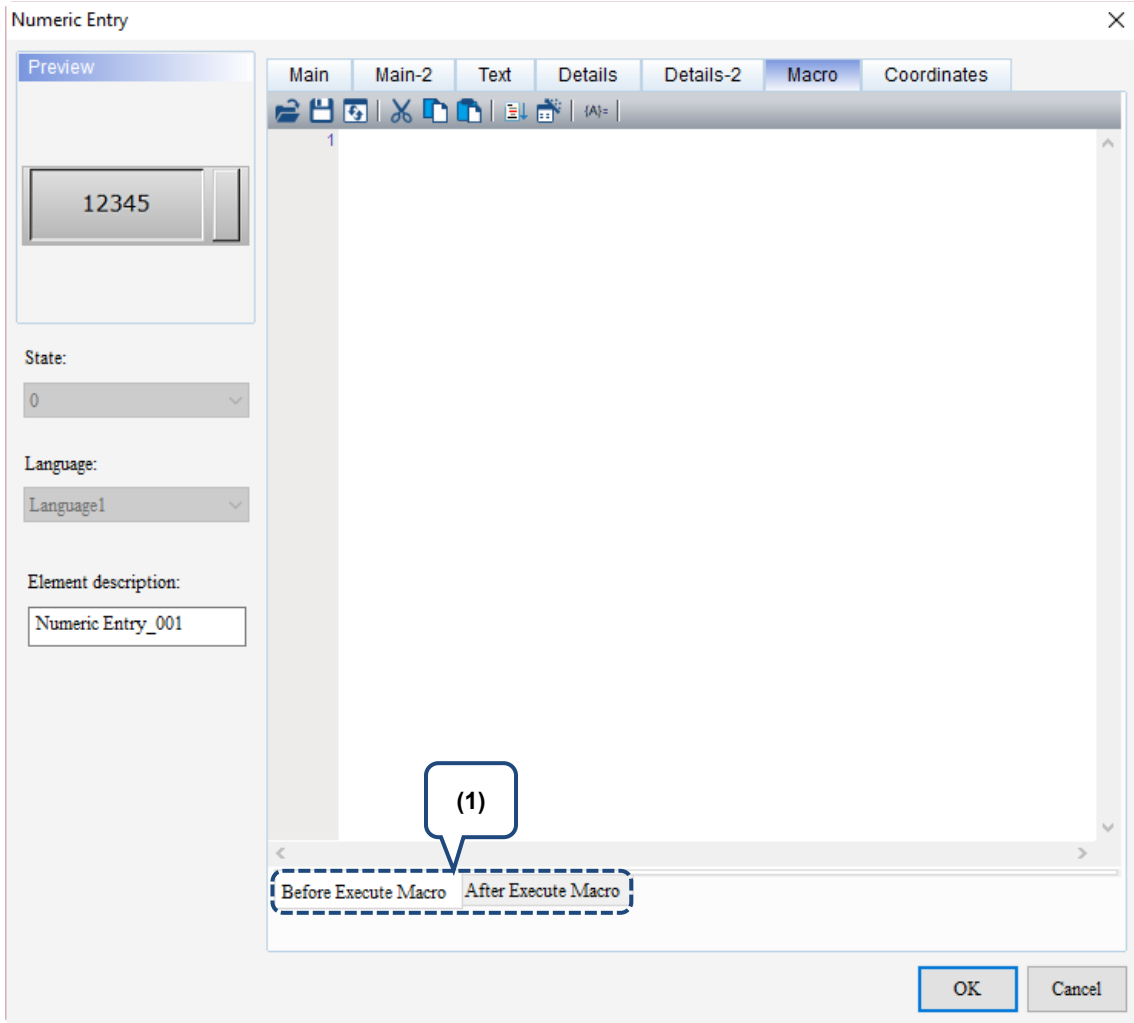 Numeric Entry
Preview
Main Main-2 Text Details Details-2 Macro Coordinates
{A}=
1
12345
State:
0
Language:
Language1
Element description:
Numeric Entry_001
(1)
Before Execute Macro After Execute Macro
OK Cancel